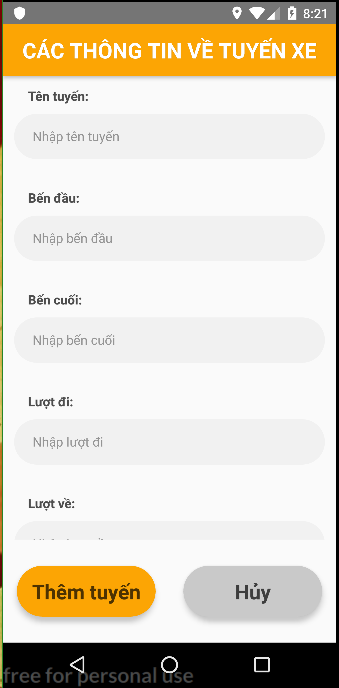 8:21
CÁC THÔNG TIN VỀ TUYẾN XE
Tên tuyến:
Nhập tên tuyến
Bến đầu:
Nhập bến đầu
Bến cuối:
Nhập bến cuối
Lượt đi:
Nhập lượt đi
Lượt về:
Thêm tuyến
Hủy
free for personal use